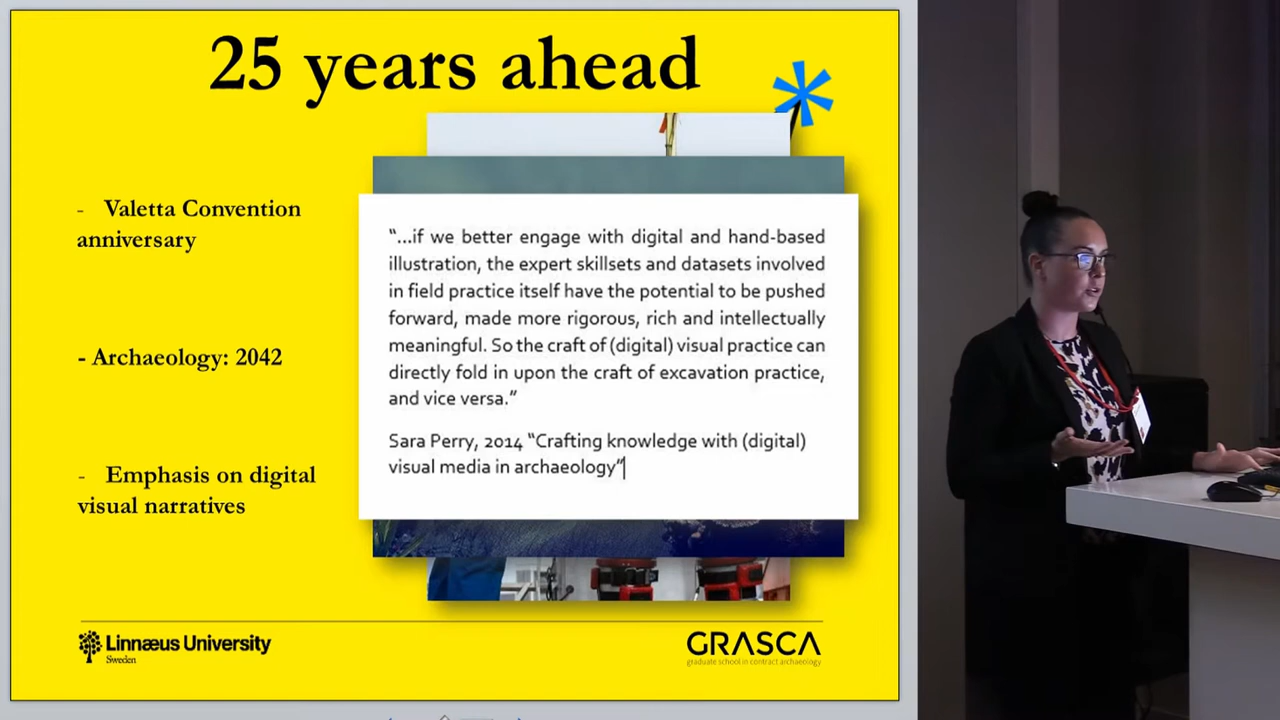 25 years ahead
- Valetta Convention
anniversary
- Archaeology: 2042
- Emphasis on digital
visual narratives
“...if we better engage with digital and hand-based
illustration, the expert skillsets and datasets involved
in field practice itself have the potential to be pushed
forward, made more rigorous, rich and intellectually
meaningful. So the craft of (digital) visual practice can
directly fold in upon the craft of excavation practice,
and vice versa.”
Sara Perry, 2014 “Crafting knowledge with (digital)
visual media in archaeology”
Linnæus University
Sweden
GRASCA
graduate school in contract archaeology